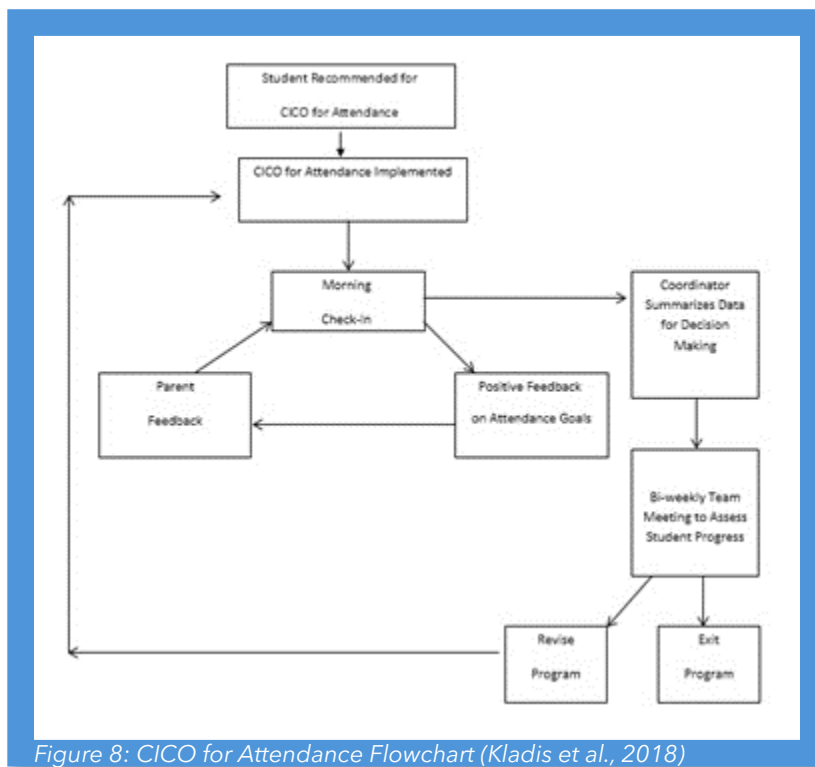 Student Recommended for
CICO for Attendance
CICO for Attendance Implemented
Morning
Check-In
Coordinator
Summarizes Data
for Decision
Making
Parent
Feedback
Positive Feedback
on Attendance Goals
Bi-weekly Team
Meeting to Assess
Student Progress
Revise
Program
Exit
Program
Figure 8: CICO for Attendance Flowchart (Kladis et al., 2018)